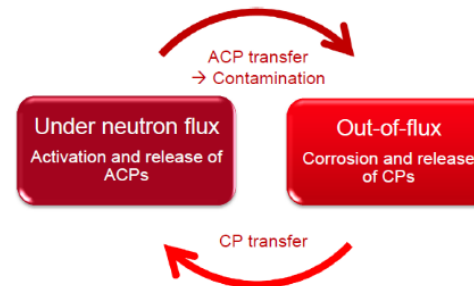 ACP transfer
→ Contamination
Under neutron flux
Activation and release of
ACPs
Out-of-flux
Corrosion and release
of CPs
CP transfer